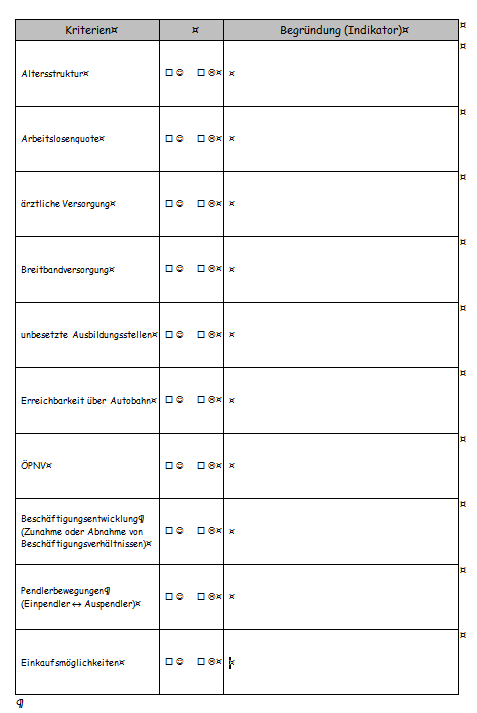 Kriterien¤ ¤ Begründung (Indikator)¤ ¤
¤
Altersstruktur¤ ☐ ☺ ☐ ☹¤ ¤
¤
Arbeitslosenquote¤ ☐ ☺ ☐ ☹¤ ¤
¤
ärztliche Versorgung¤ ☐ ☺ ☐ ☹¤ ¤
¤
Breitbandversorgung¤ ☐ ☺ ☐ ☹¤ ¤
¤
unbesetzte Ausbildungsstellen¤ ☐ ☺ ☐ ☹¤ ¤
¤
Erreichbarkeit über Autobahn¤ ☐ ☺ ☐ ☹¤ ¤
¤
ÖPNV¤ ☐ ☺ ☐ ☹¤ ¤
¤
Beschäftigungsentwicklung¶
(Zunahme oder Abnahme von ☐ ☺ ☐ ☹¤ ¤
Beschäftigungsverhältnissen)¤
¤
Pendlerbewegungen¶
(Einpendler ↔ Auspendler)¤ ☐ ☺ ☐ ☹¤ ¤
¤
Einkaufsmöglichkeiten¤ ☐ ☺ ☐ ☹¤ ¤
¶